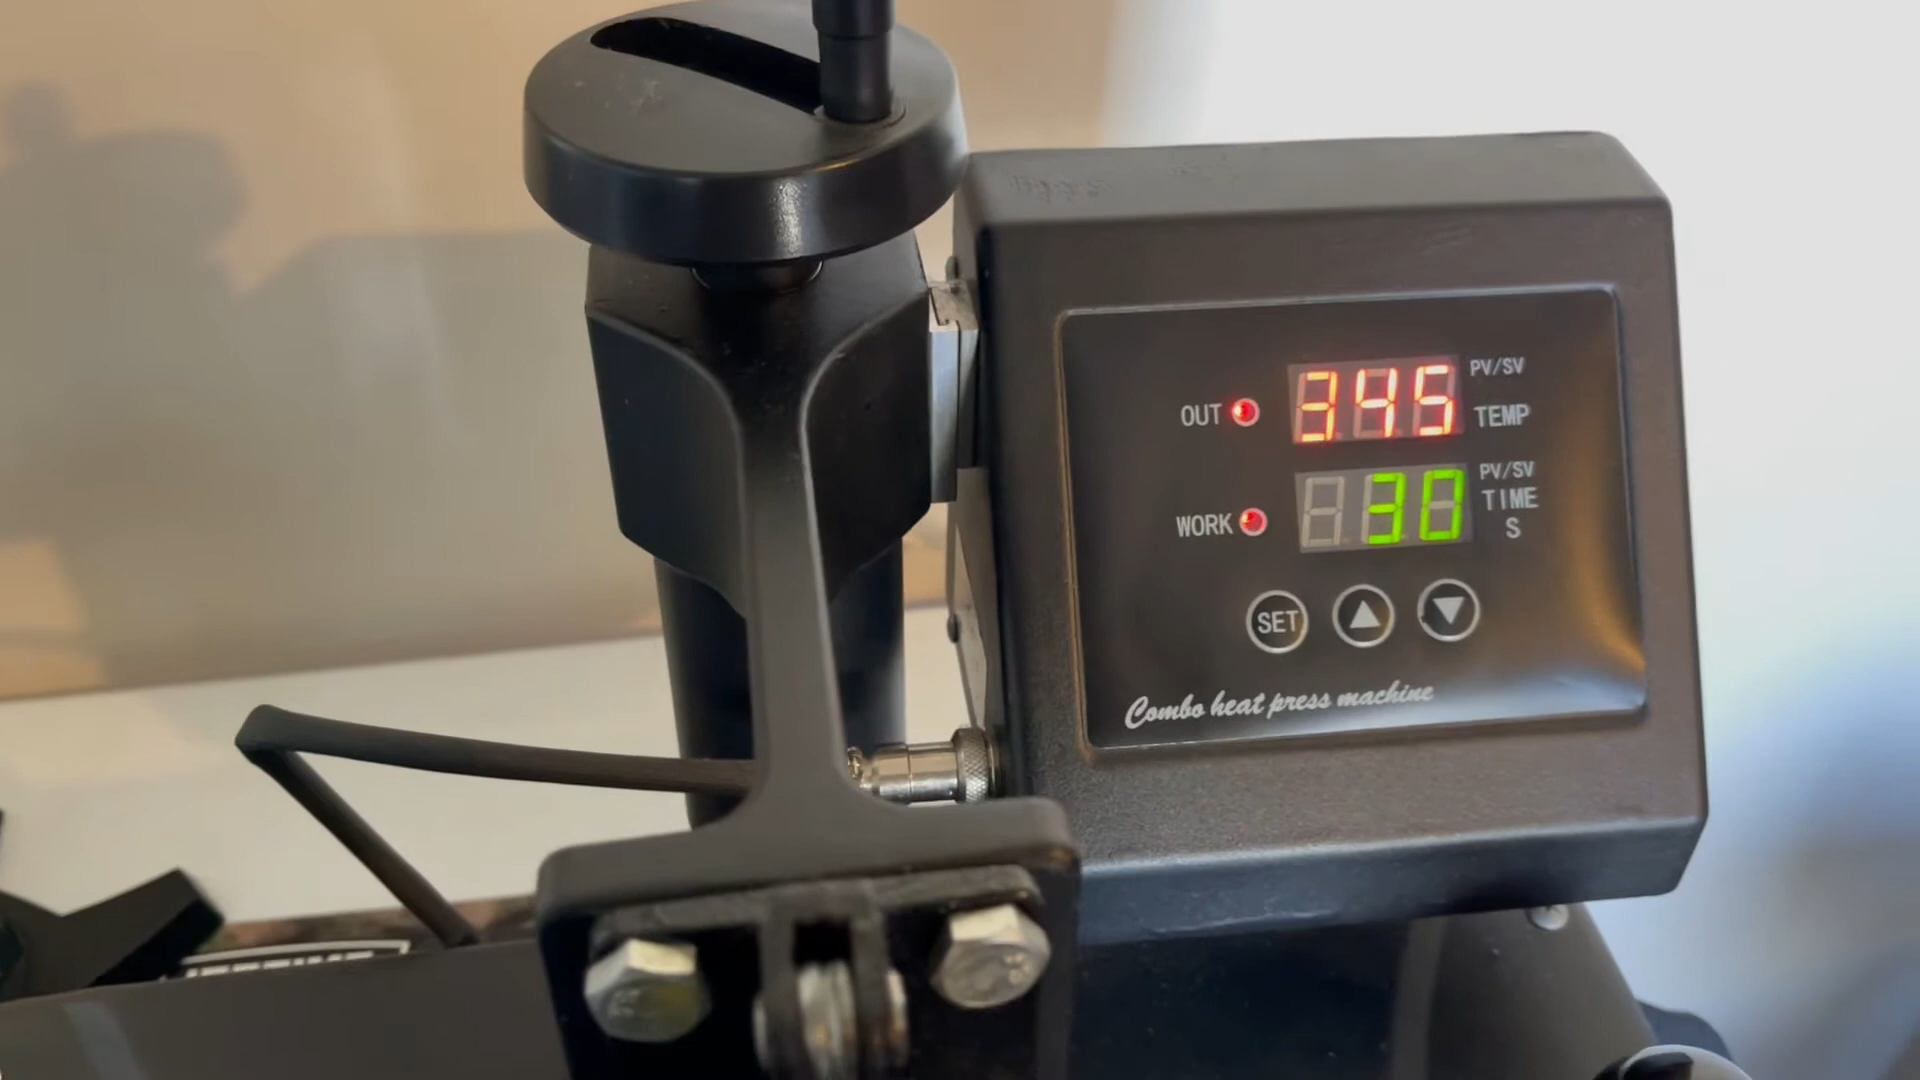 PV/SV
OUT 345 TEMP
PV/SV
WORK 30 TIME
S
SET
Combo heat press machine